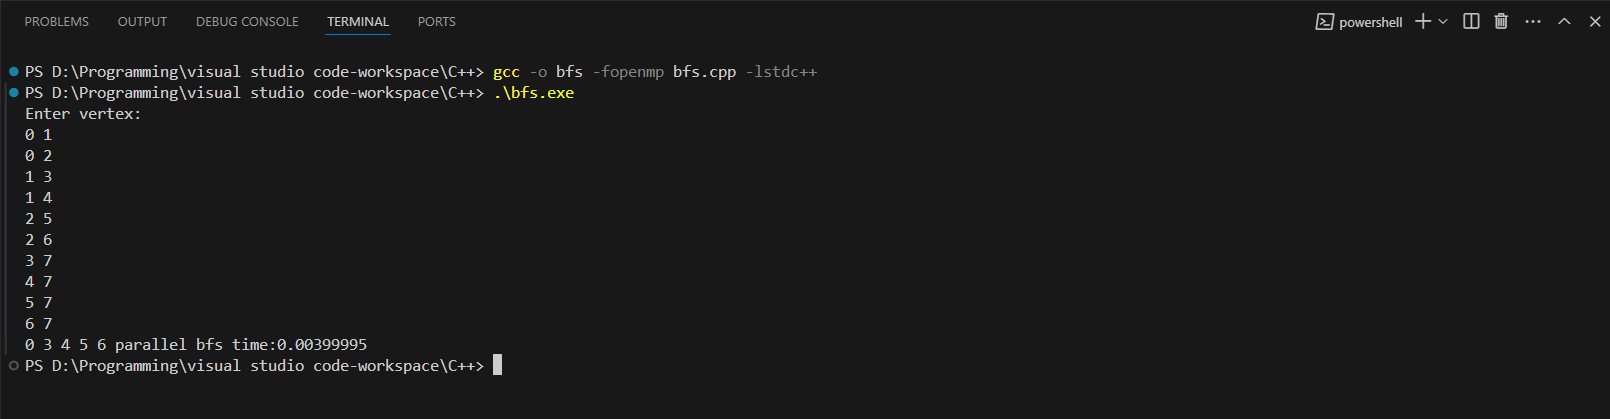 PROBLEMS OUTPUT DEBUG CONSOLE TERMINAL PORTS powershell
PS D:\Programming\visual studio code-workspace\C++> gcc -o bfs -fopenmp bfs.cpp -lstdc++
PS D:\Programming\visual studio code-workspace\C++> .\bfs.exe
Enter vertex:
0 1
0 2
1 3
1 4
2 5
2 6
3 7
4 7
5 7
6 7
0 3 4 5 6 parallel bfs time:0.00399995
PS D:\Programming\visual studio code-workspace\C++>